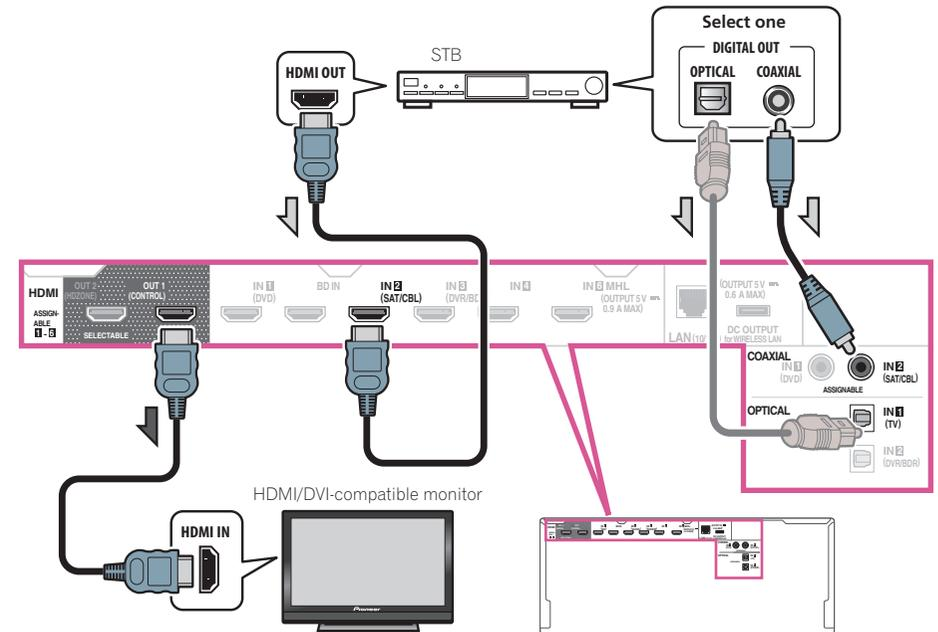 Select one
DIGITAL OUT
OPTICAL
COAXIAL
STB
HDMI OUT
HDMI
ASSIGN-
ABLE
1 - 6
OUT 2
(HDZONE)
OUT 1
(CONTROL)
SELECTABLE
IN 1
(DVD)
BD IN
IN 2
(SAT/CBL)
IN 3
(DVR/BD
IN 4
IN 6 MHL
(OUTPUT 5 V
0.9 A MAX)
LAN (10/
(OUTPUT 5 V
0.6 A MAX)
DC OUTPUT
for WIRELESS LAN
COAXIAL
IN 1
(DVD)
IN 2
(SAT/CBL)
ASSIGNABLE
OPTICAL
IN 1
(TV)
IN 2
(DVR/BDR)
HDMI/DVI-compatible monitor
HDMI IN
Pioneer